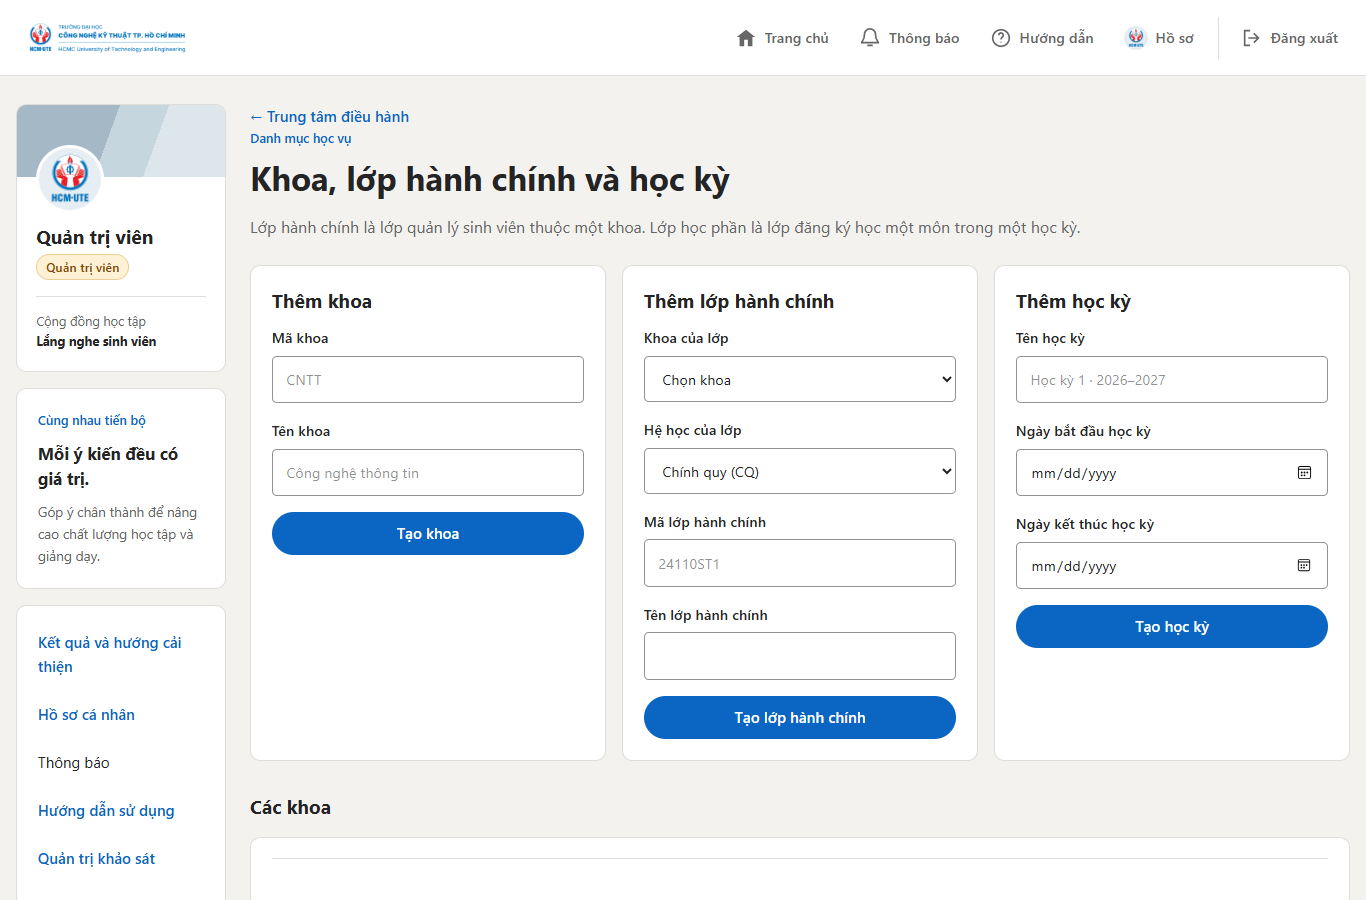 TRƯỜNG ĐẠI HỌC
CÔNG NGHỆ KỸ THUẬT TP. HỒ CHÍ MINH
HCMC University of Technology and Engineering
HCM-UTE
Trang chủ
Thông báo
Hướng dẫn
Hồ sơ
Đăng xuất
HCM-UTE
Quản trị viên
Quản trị viên
Cộng đồng học tập
Lắng nghe sinh viên
Cùng nhau tiến bộ
Mỗi ý kiến đều có
giá trị.
Góp ý chân thành để nâng
cao chất lượng học tập và
giảng dạy.
Kết quả và hướng cải
thiện
Hồ sơ cá nhân
Thông báo
Hướng dẫn sử dụng
Quản trị khảo sát
← Trung tâm điều hành
Danh mục học vụ
Khoa, lớp hành chính và học kỳ
Lớp hành chính là lớp quản lý sinh viên thuộc một khoa. Lớp học phần là lớp đăng ký học một môn trong một học kỳ.
Thêm khoa
Mã khoa
CNTT
Tên khoa
Công nghệ thông tin
Tạo khoa
Thêm lớp hành chính
Khoa của lớp
Chọn khoa
Hệ học của lớp
Chính quy (CQ)
Mã lớp hành chính
24110ST1
Tên lớp hành chính
Tạo lớp hành chính
Thêm học kỳ
Tên học kỳ
Học kỳ 1 · 2026–2027
Ngày bắt đầu học kỳ
mm/dd/yyyy
Ngày kết thúc học kỳ
mm/dd/yyyy
Tạo học kỳ
Các khoa